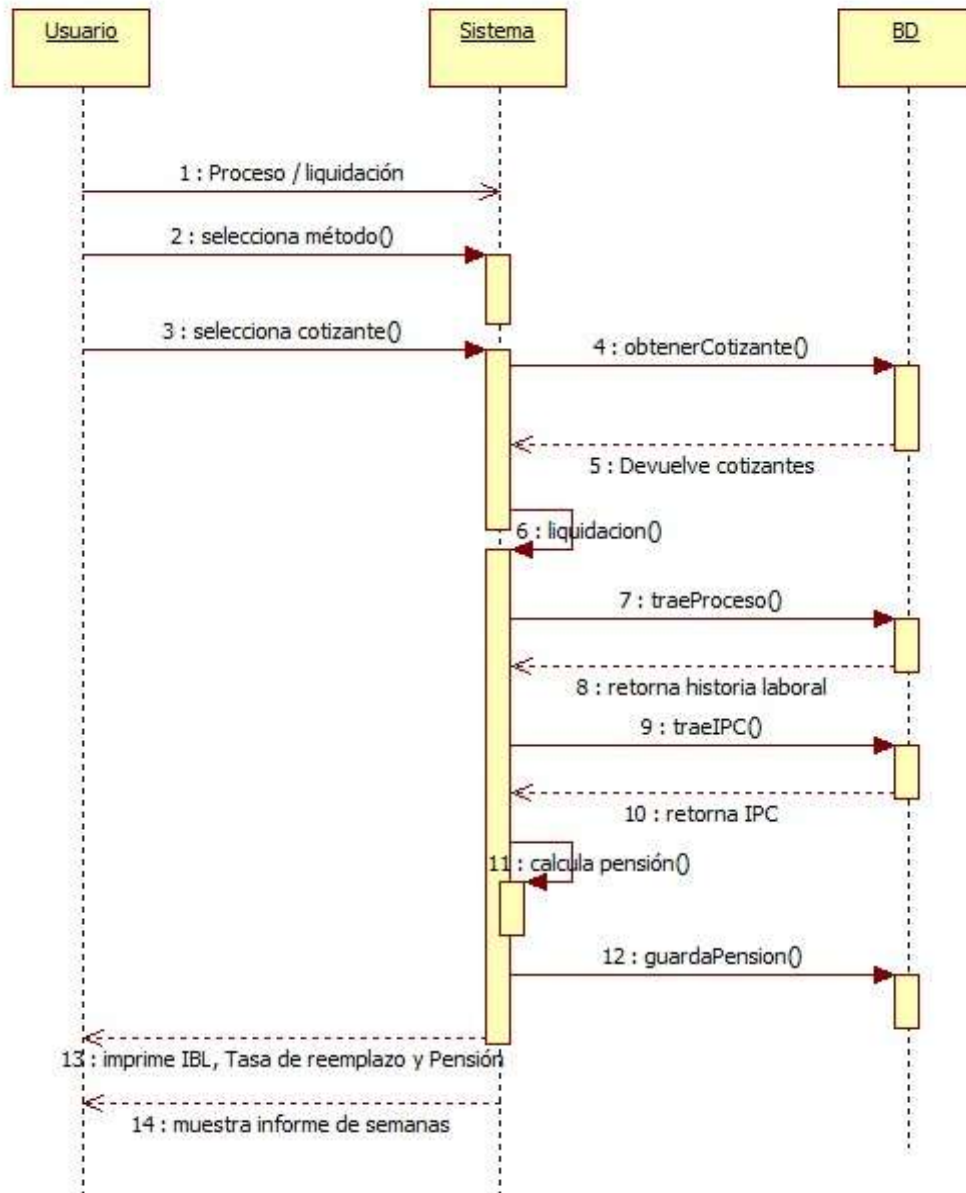 Usuario
Sistema
BD
1 : Proceso / liquidación
2 : selecciona método()
3 : selecciona cotizante()
4 : obtenerCotizante()
5 : Devuelve cotizantes
6 : liquidacion()
7 : traeProceso()
8 : retorna historia laboral
9 : traeIPC()
10 : retorna IPC
11 : calcula pensión()
12 : guardaPension()
13 : imprime IBL, Tasa de reemplazo y Pensión
14 : muestra informe de semanas